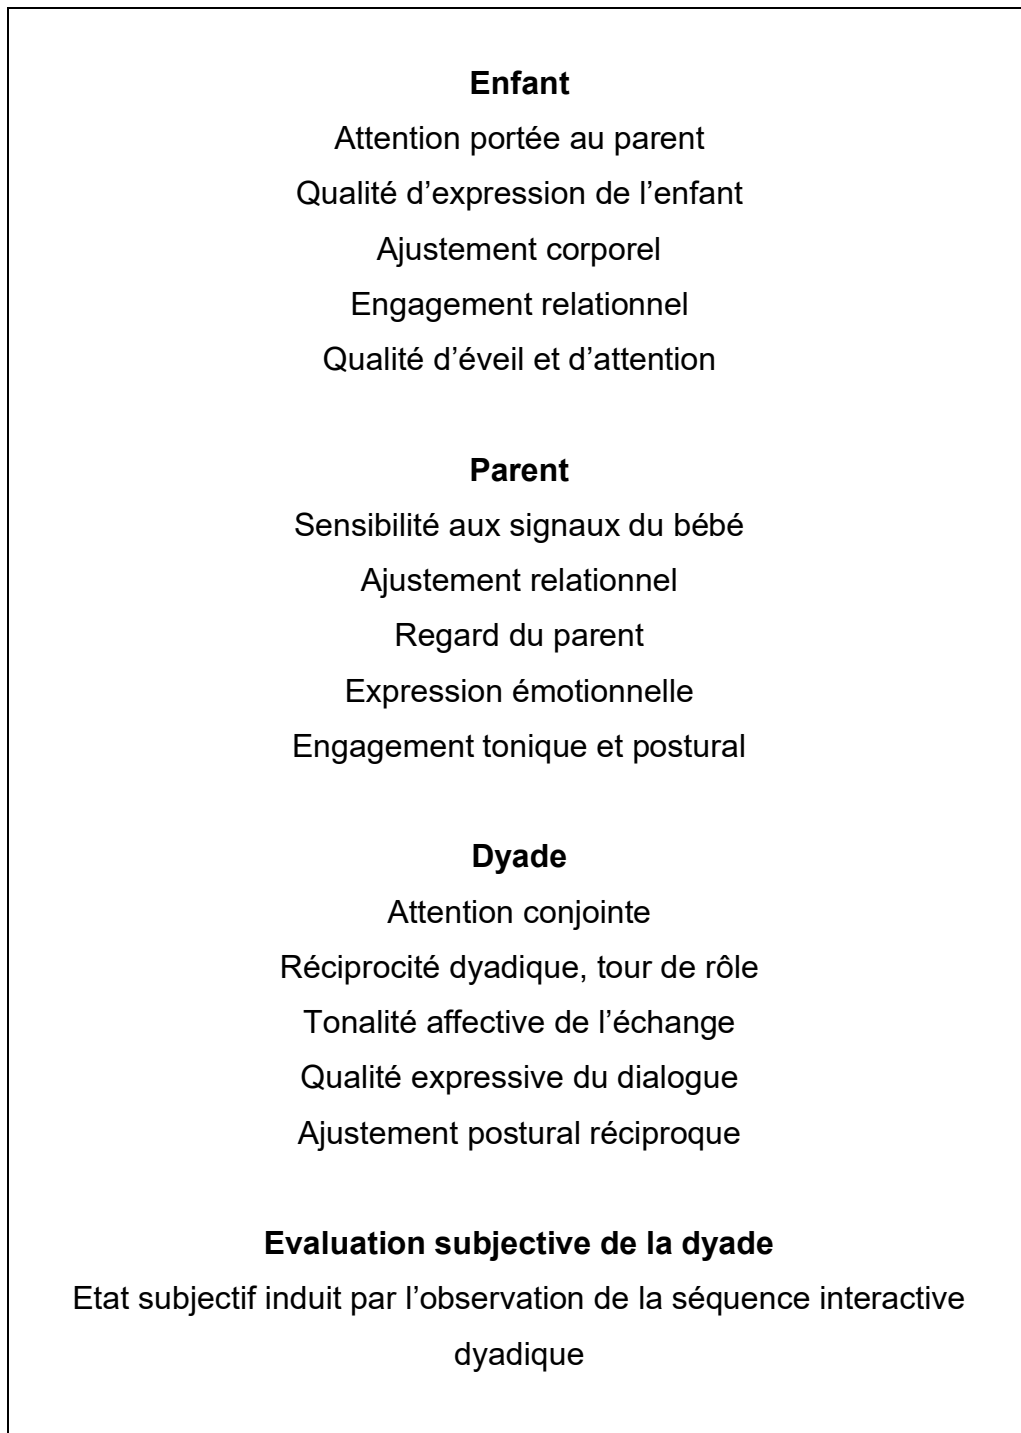 Enfant
Attention portée au parent
Qualité d’expression de l’enfant
Ajustement corporel
Engagement relationnel
Qualité d’éveil et d’attention
Parent
Sensibilité aux signaux du bébé
Ajustement relationnel
Regard du parent
Expression émotionnelle
Engagement tonique et postural
Dyade
Attention conjointe
Réciprocité dyadique, tour de rôle
Tonalité affective de l’échange
Qualité expressive du dialogue
Ajustement postural réciproque
Evaluation subjective de la dyade
Etat subjectif induit par l’observation de la séquence interactive
dyadique